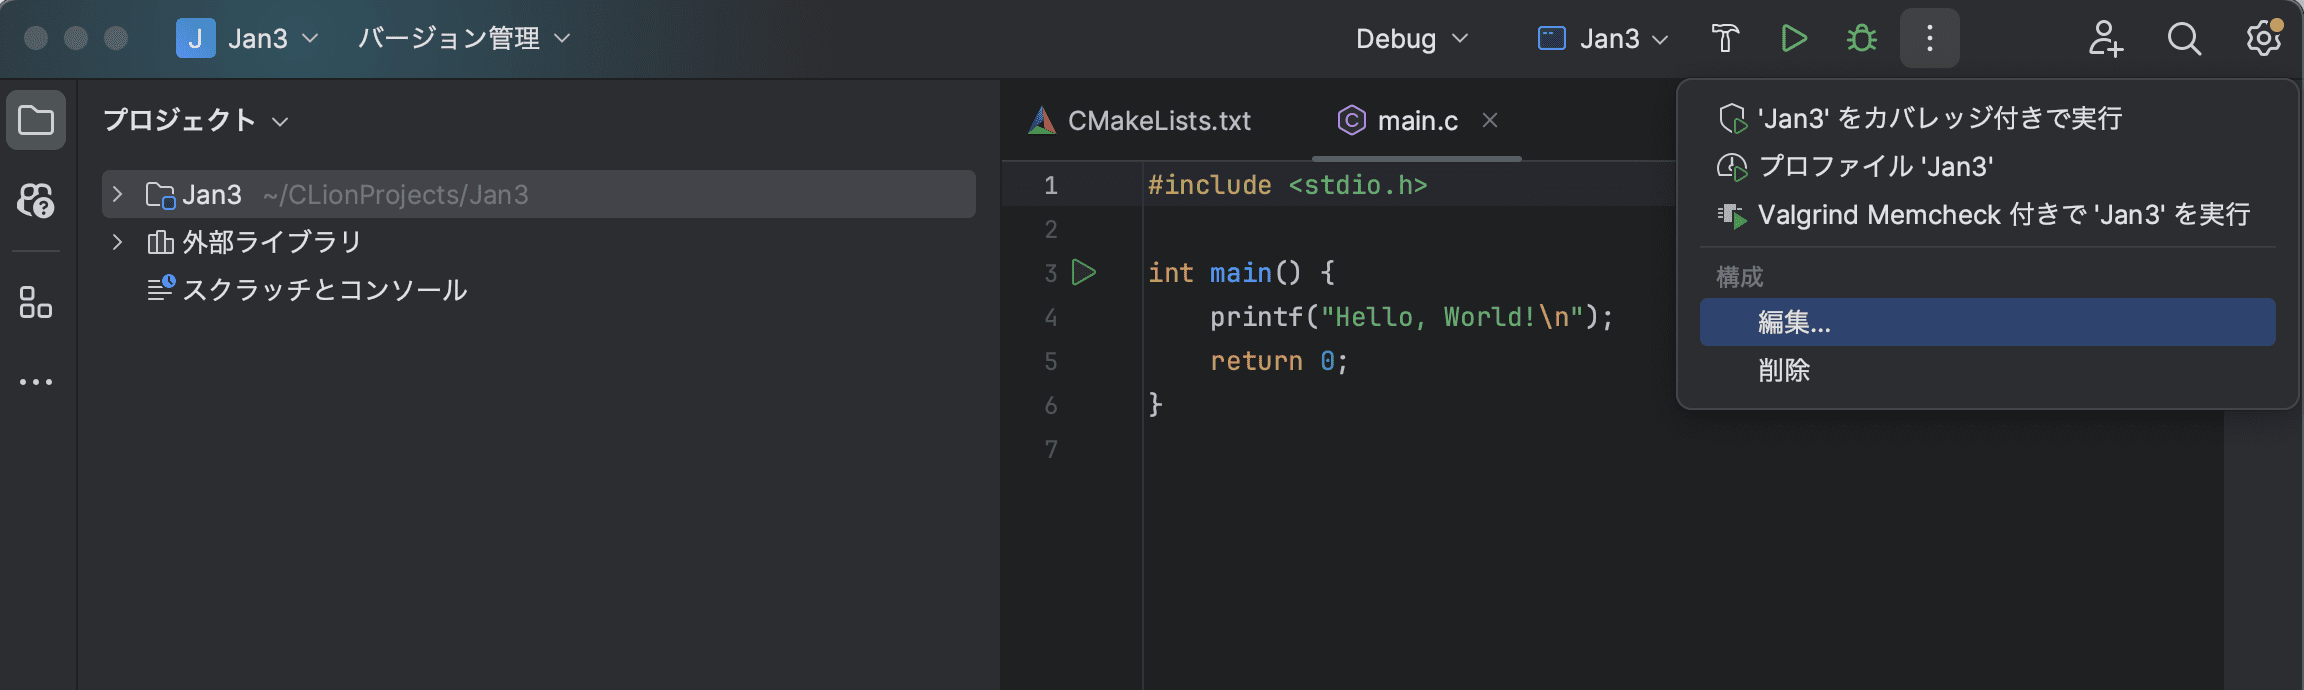 J Jan3 バージョン管理 Debug Jan3
プロジェクト
Jan3 ~/CLionProjects/Jan3
外部ライブラリ
スクラッチとコンソール
CMakeLists.txt main.c
1 #include <stdio.h>
2
3 int main() {
4 printf("Hello, World!\n");
5 return 0;
6 }
7
'Jan3' をカバレッジ付きで実行
プロファイル 'Jan3'
Valgrind Memcheck 付きで 'Jan3' を実行
構成
編集...
削除